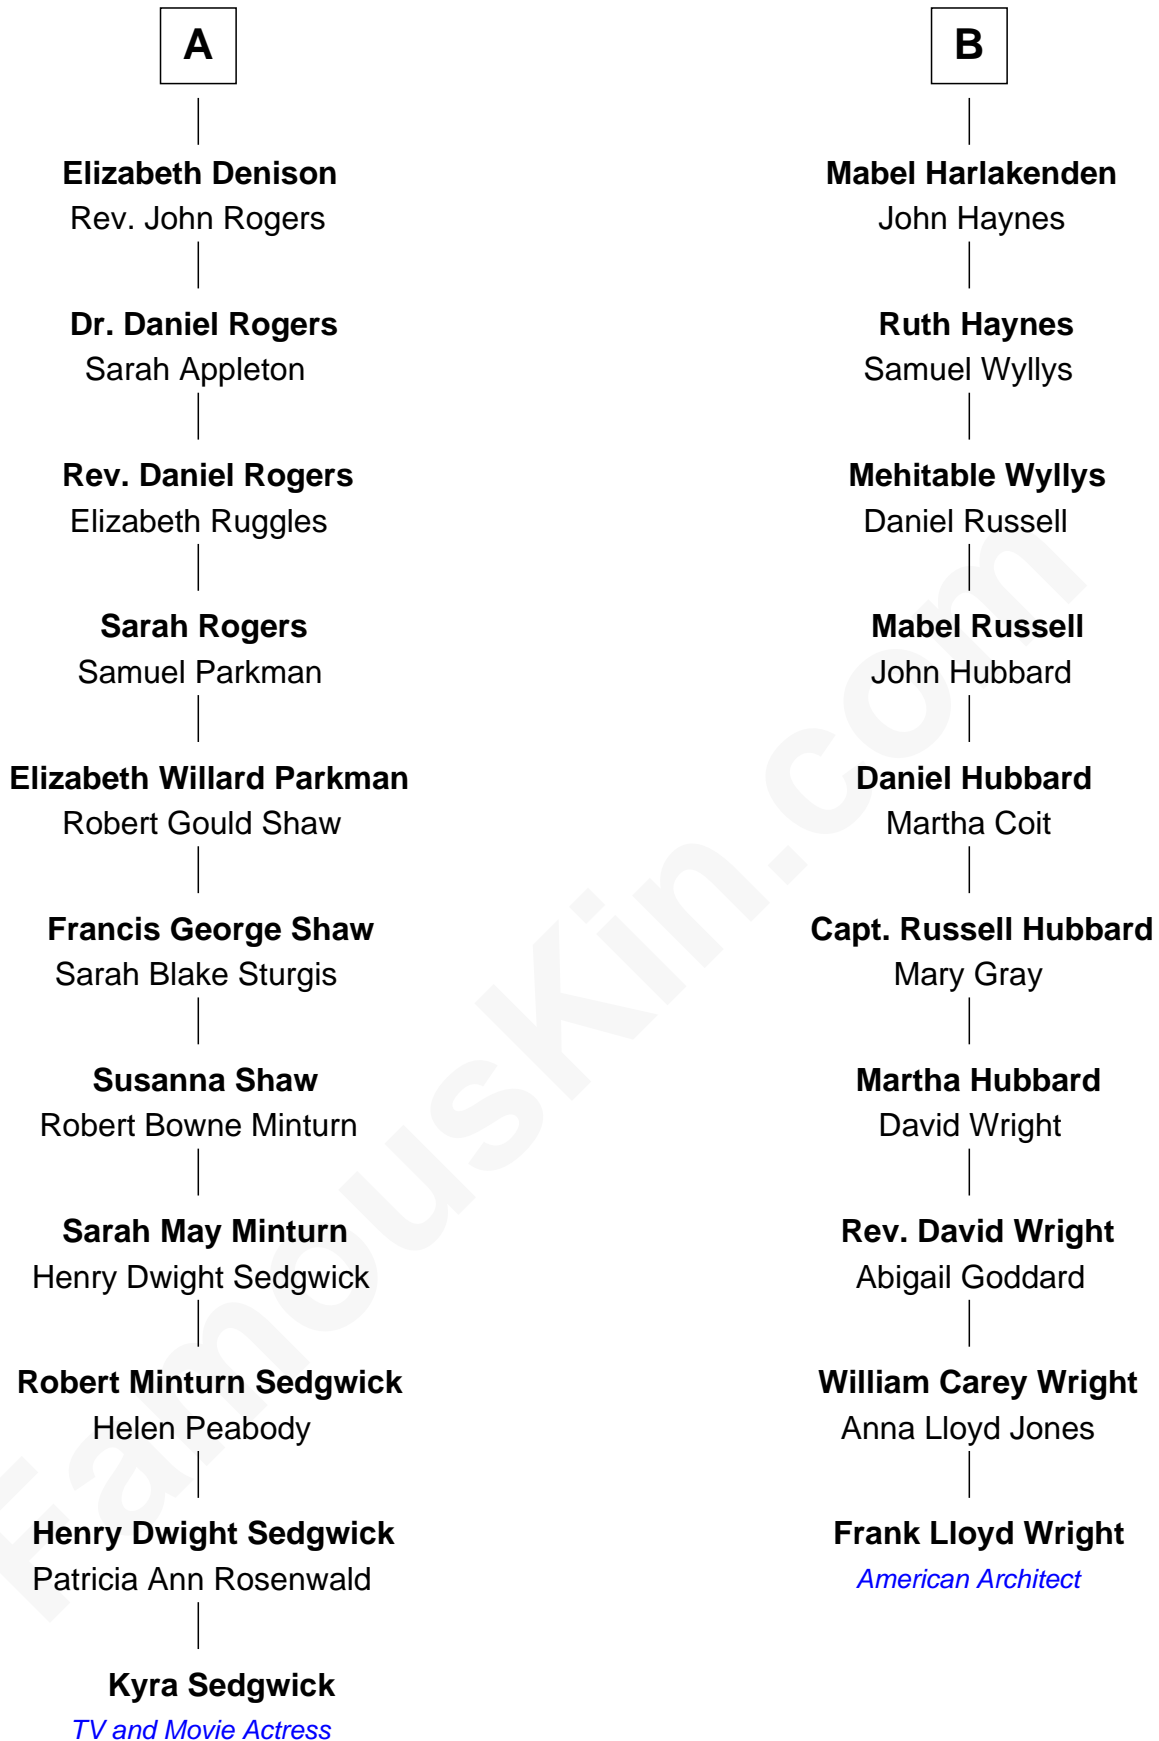 A
Elizabeth Denison
Rev. John Rogers
Dr. Daniel Rogers
Sarah Appleton
Rev. Daniel Rogers
Elizabeth Ruggles
Sarah Rogers
Samuel Parkman
Elizabeth Willard Parkman
Robert Gould Shaw
Francis George Shaw
Sarah Blake Sturgis
Susanna Shaw
Robert Bowne Minturn
Sarah May Minturn
Henry Dwight Sedgwick
Robert Minturn Sedgwick
Helen Peabody
Henry Dwight Sedgwick
Patricia Ann Rosenwald
Kyra Sedgwick
TV and Movie Actress
B
Mabel Harlakenden
John Haynes
Ruth Haynes
Samuel Wyllys
Mehitable Wyllys
Daniel Russell
Mabel Russell
John Hubbard
Daniel Hubbard
Martha Coit
Capt. Russell Hubbard
Mary Gray
Martha Hubbard
David Wright
Rev. David Wright
Abigail Goddard
William Carey Wright
Anna Lloyd Jones
Frank Lloyd Wright
American Architect
FamousKin.com